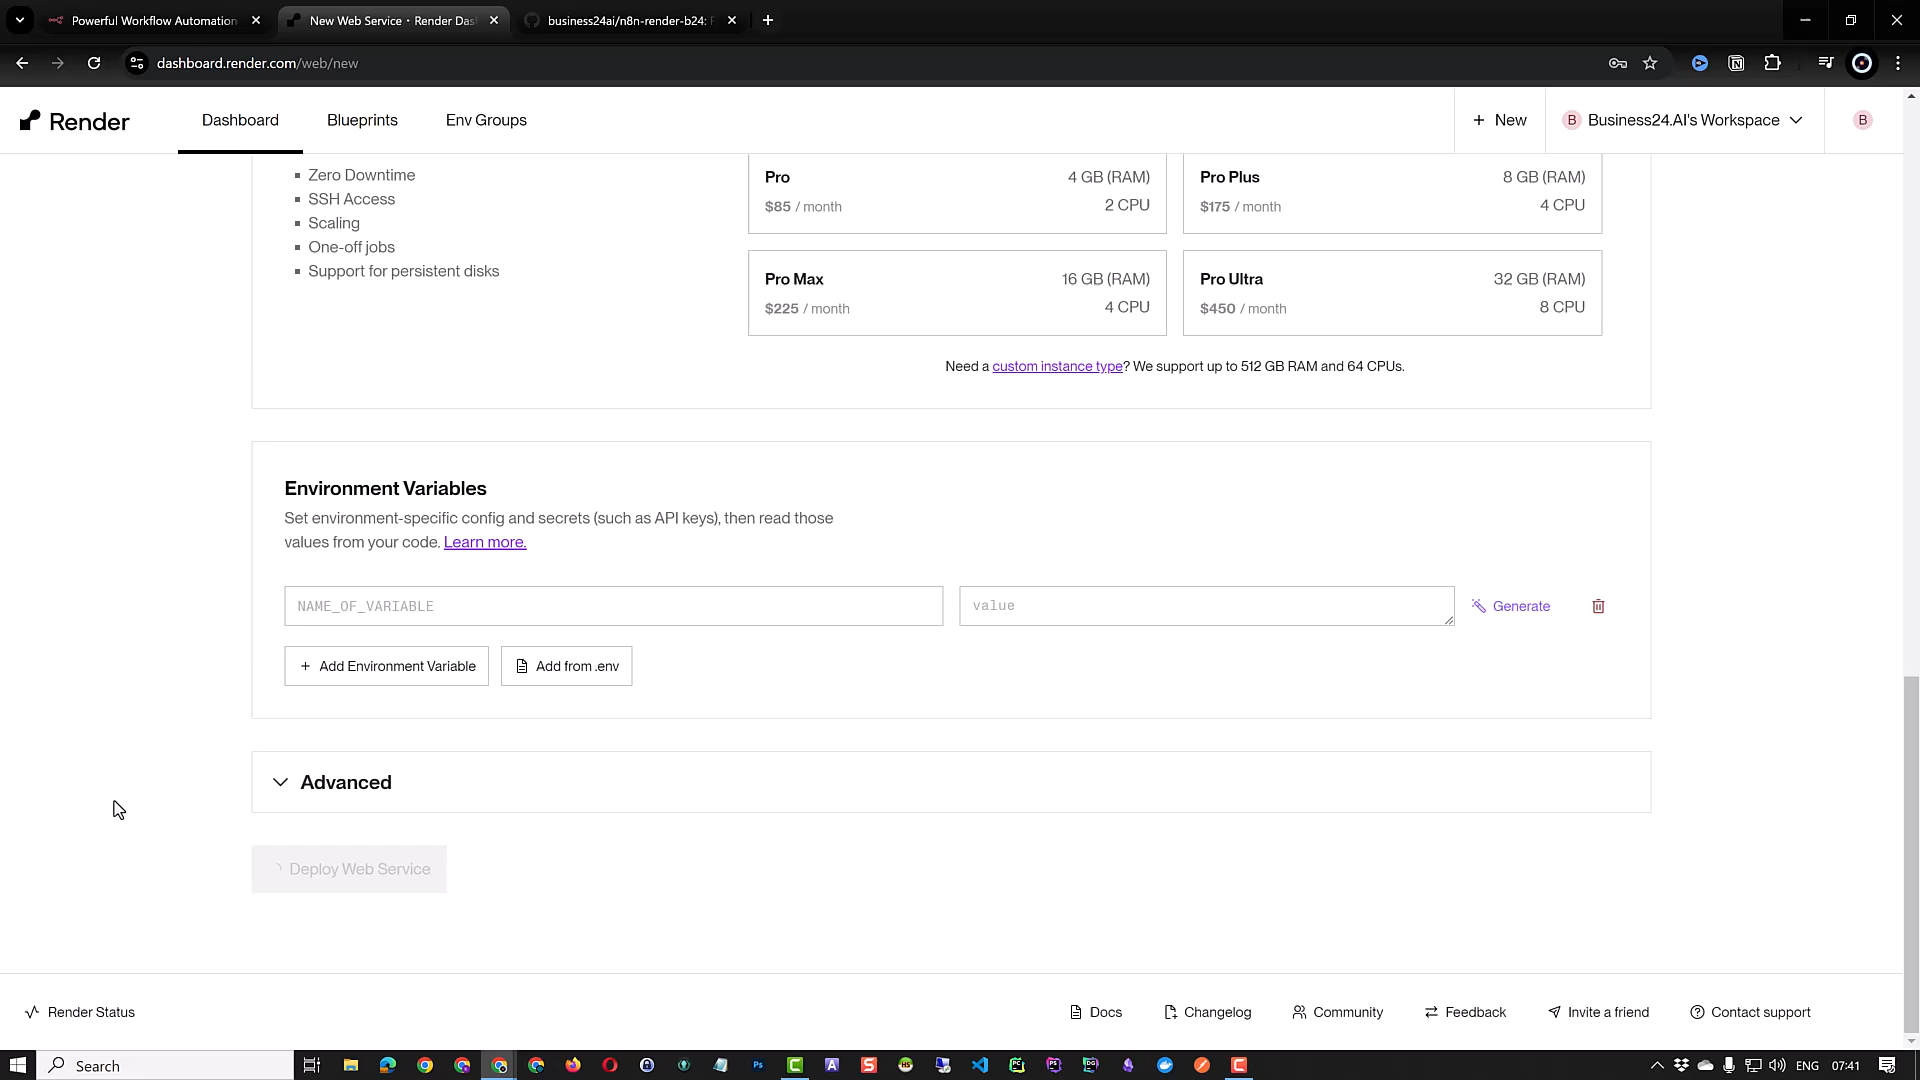 Powerful Workflow Automation
New Web Service • Render Das
business24ai/n8n-render-b24:
dashboard.render.com/web/new
Render
Dashboard
Blueprints
Env Groups
+ New
B Business24.AI's Workspace
B
Zero Downtime
SSH Access
Scaling
One-off jobs
Support for persistent disks
Pro 4 GB (RAM)
$85 / month 2 CPU
Pro Plus 8 GB (RAM)
$175 / month 4 CPU
Pro Max 16 GB (RAM)
$225 / month 4 CPU
Pro Ultra 32 GB (RAM)
$450 / month 8 CPU
Need a custom instance type? We support up to 512 GB RAM and 64 CPUs.
Environment Variables
Set environment-specific config and secrets (such as API keys), then read those
values from your code. Learn more.
NAME_OF_VARIABLE
value
Generate
+ Add Environment Variable
Add from .env
Advanced
Deploy Web Service
Render Status
Docs
Changelog
Community
Feedback
Invite a friend
Contact support
Search
ENG
07:41